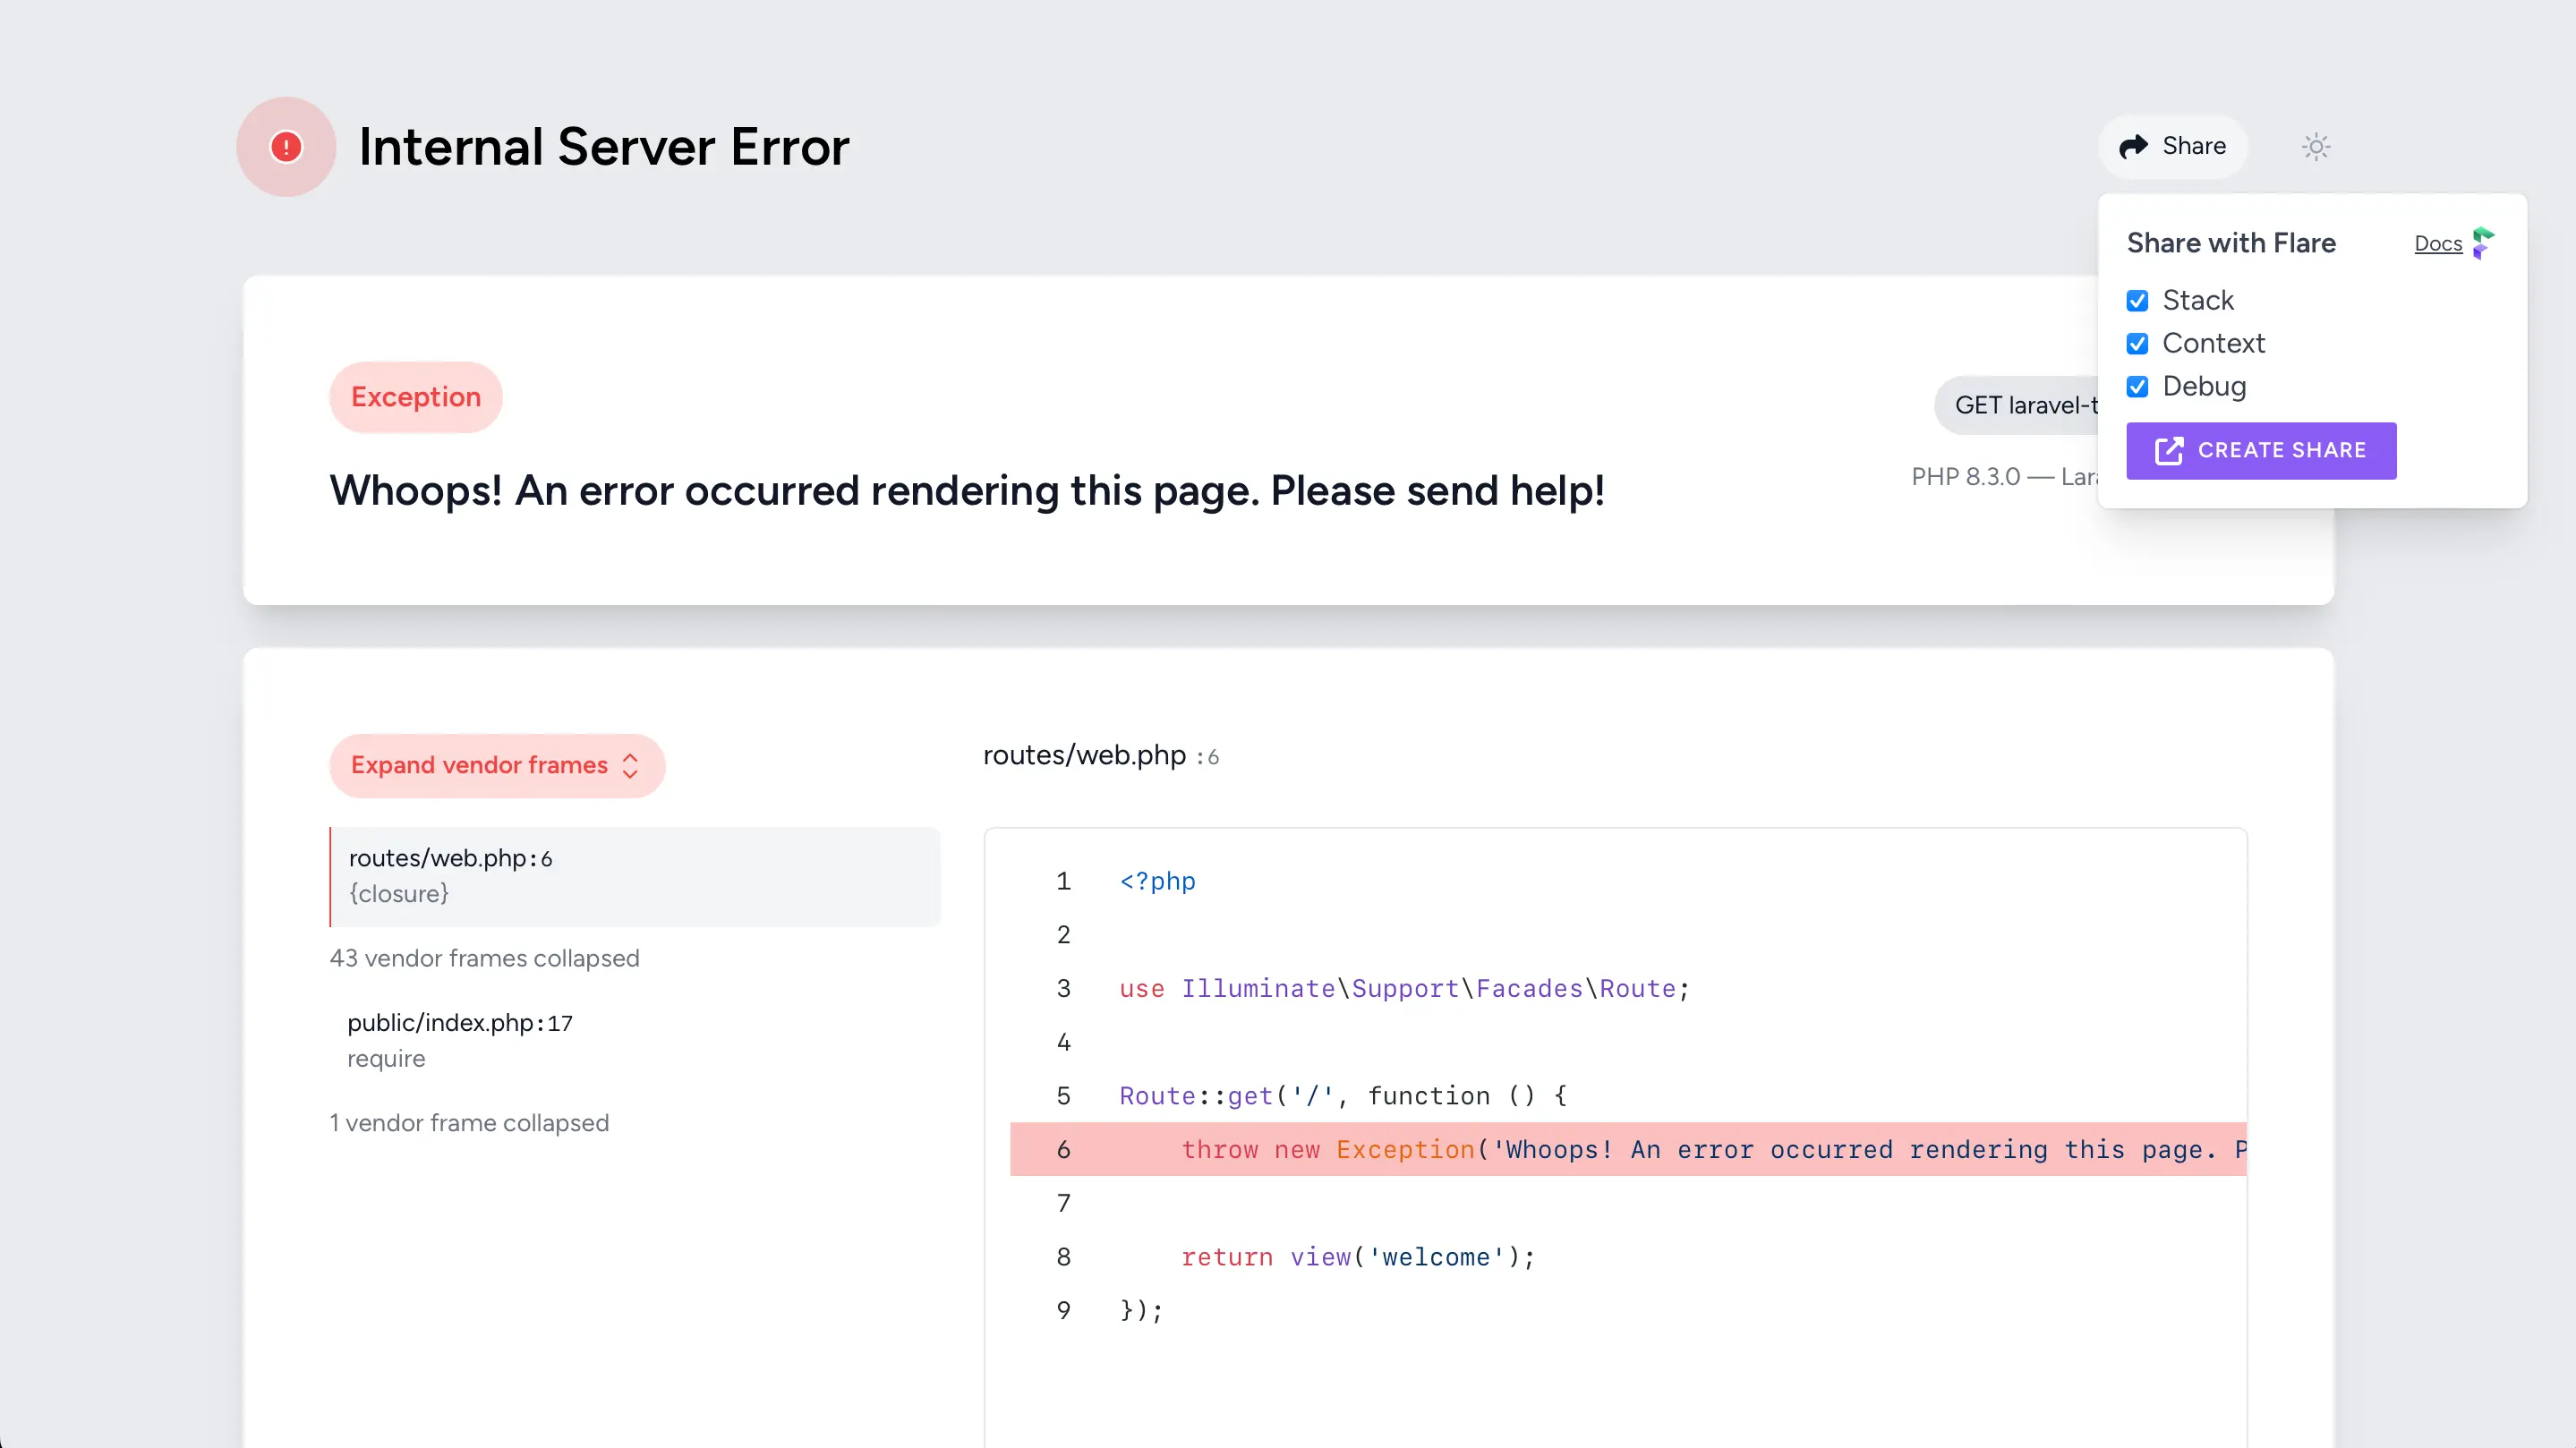 Internal Server Error
Share
Share with Flare Docs
Stack
Context
Debug
CREATE SHARE
Exception
GET laravel-t
Whoops! An error occurred rendering this page. Please send help!
PHP 8.3.0 — Lara
Expand vendor frames
routes/web.php:6
{closure}
43 vendor frames collapsed
public/index.php:17
require
1 vendor frame collapsed
routes/web.php :6
1 <?php
2
3 use Illuminate\Support\Facades\Route;
4
5 Route::get('/', function () {
6     throw new Exception('Whoops! An error occurred rendering this page. P
7
8     return view('welcome');
9 });